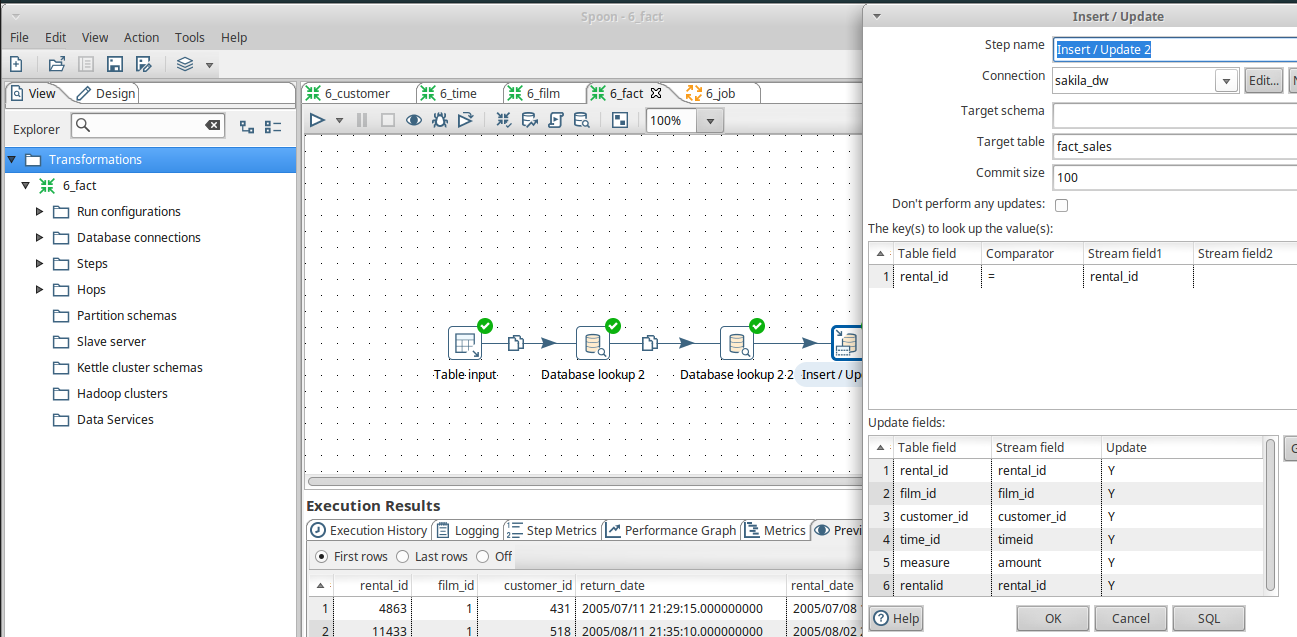 Spoon - 6_fact
File Edit View Action Tools Help
View Design
Explorer
Transformations
6_fact
Run configurations
Database connections
Steps
Hops
Partition schemas
Slave server
Kettle cluster schemas
Hadoop clusters
Data Services
6_customer 6_time 6_film 6_fact 6_job
100%
Table input Database lookup 2 Database lookup 2 2 Insert / Up
Execution Results
Execution History Logging Step Metrics Performance Graph Metrics Previ
First rows Last rows Off
rental_id film_id customer_id return_date rental_date
1 4863 1 431 2005/07/11 21:29:15.000000000 2005/07/08
2 11433 1 518 2005/08/11 21:35:10.000000000 2005/08/02
Insert / Update
Step name Insert / Update 2
Connection sakila_dw Edit...
Target schema
Target table fact_sales
Commit size 100
Don't perform any updates:
The key(s) to look up the value(s):
Table field Comparator Stream field1 Stream field2
1 rental_id = rental_id
Update fields:
Table field Stream field Update
1 rental_id rental_id Y
2 film_id film_id Y
3 customer_id customer_id Y
4 time_id timeid Y
5 measure amount Y
6 rentalid rental_id Y
Help OK Cancel SQL